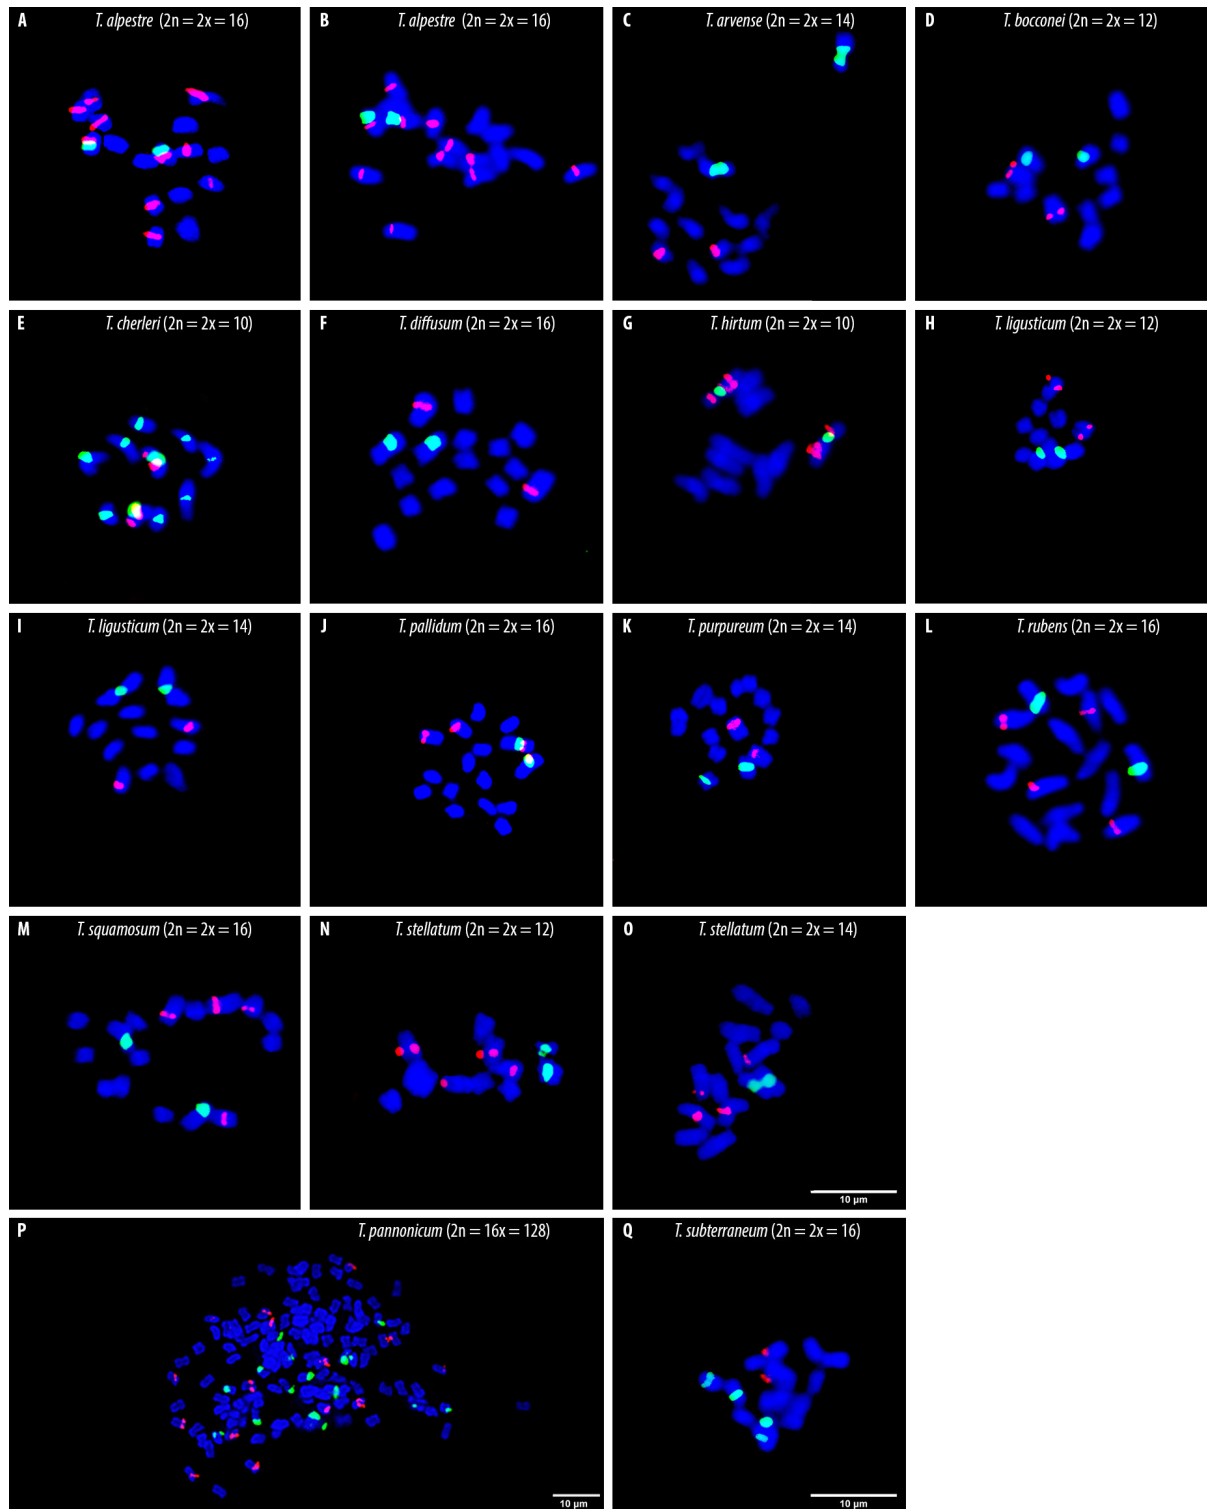 A T. alpestre (2n = 2x = 16)
B T. alpestre (2n = 2x = 16)
C T. arvense (2n = 2x = 14)
D T. bocconei (2n = 2x = 12)
E T. cherleri (2n = 2x = 10)
F T. diffusum (2n = 2x = 16)
G T. hirtum (2n = 2x = 10)
H T. ligusticum (2n = 2x = 12)
I T. ligusticum (2n = 2x = 14)
J T. pallidum (2n = 2x = 16)
K T. purpureum (2n = 2x = 14)
L T. rubens (2n = 2x = 16)
M T. squamosum (2n = 2x = 16)
N T. stellatum (2n = 2x = 12)
O T. stellatum (2n = 2x = 14)
10 µm
P T. pannonicum (2n = 16x = 128)
10 µm
Q T. subterraneum (2n = 2x = 16)
10 µm